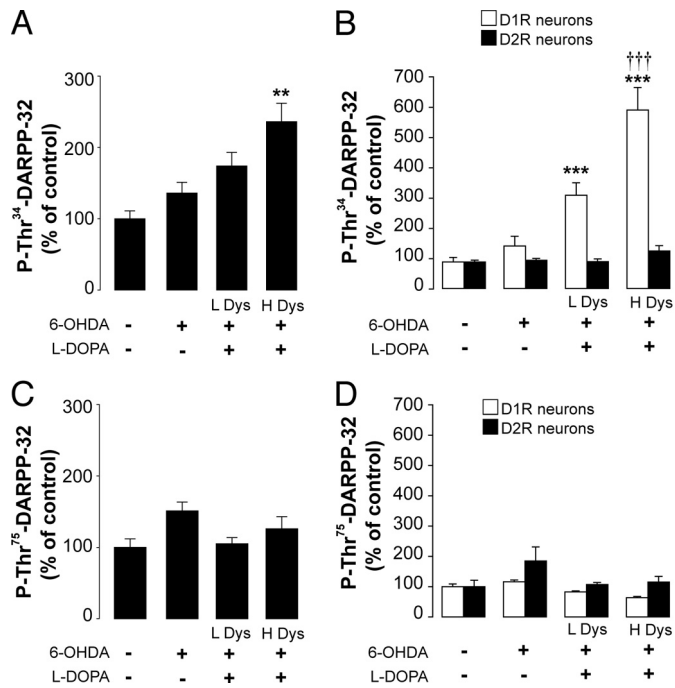 A
P-Thr34-DARPP-32
(% of control)
300
200
100
0
**
L Dys
H Dys
6-OHDA - + + +
L-DOPA - - + +
B
D1R neurons
D2R neurons
P-Thr34-DARPP-32
(% of control)
700
600
500
400
300
200
100
0
***
†††
***
L Dys
H Dys
6-OHDA - + + +
L-DOPA - - + +
C
P-Thr75-DARPP-32
(% of control)
300
200
100
0
L Dys
H Dys
6-OHDA - + + +
L-DOPA - - + +
D
D1R neurons
D2R neurons
P-Thr75-DARPP-32
(% of control)
700
600
500
400
300
200
100
0
L Dys
H Dys
6-OHDA - + + +
L-DOPA - - + +